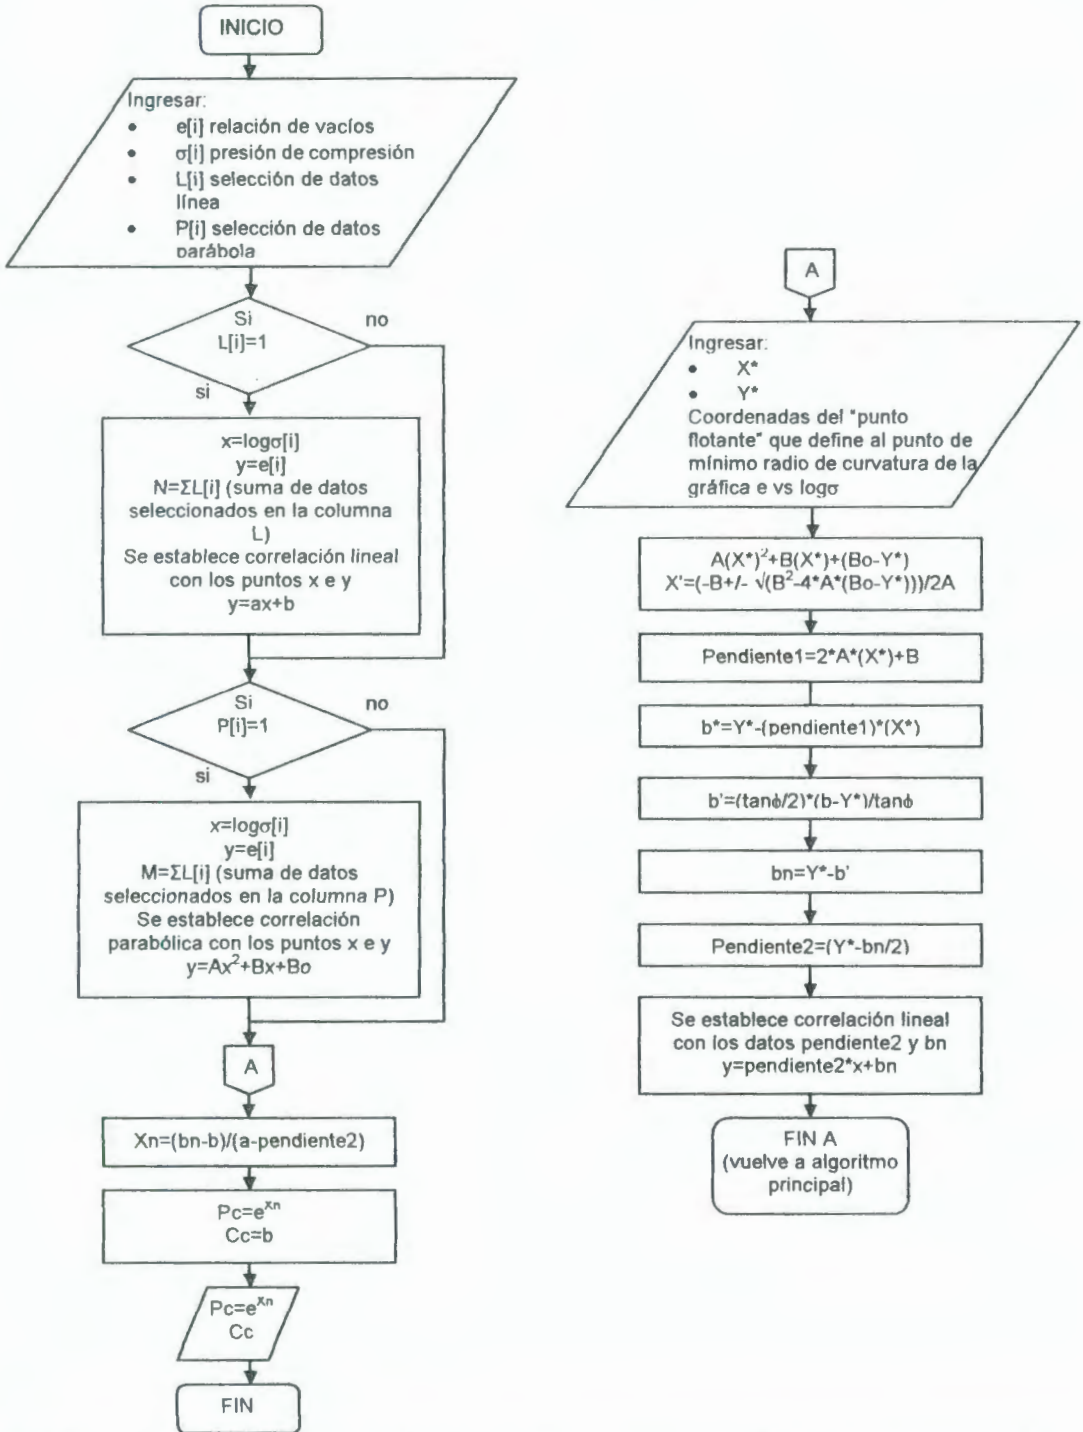 INICIO
Ingresar:
• e[i] relación de vacíos
• σ[i] presión de compresión
• L[i] selección de datos
línea
• P[i] selección de datos
parábola
Si
L[i]=1
no
si
x=logσ[i]
y=e[i]
N=ΣL[i] (suma de datos
seleccionados en la columna
L)
Se establece correlación lineal
con los puntos x e y
y=ax+b
Si
P[i]=1
no
si
x=logσ[i]
y=e[i]
M=ΣL[i] (suma de datos
seleccionados en la columna P)
Se establece correlación
parabólica con los puntos x e y
y=Ax²+Bx+Bo
A
Xn=(bn-b)/(a-pendiente2)
Pc=e^Xn
Cc=b
Pc=e^Xn
Cc
FIN
A
Ingresar:
• X*
• Y*
Coordenadas del "punto
flotante" que define al punto de
mínimo radio de curvatura de la
gráfica e vs logσ
A(X*)²+B(X*)+(Bo-Y*)
X'=(-B+/- √(B²-4*A*(Bo-Y*)))/2A
Pendiente1=2*A*(X*)+B
b*=Y*-(pendiente1)*(X*)
b'=(tanϕ/2)*(b-Y*)/tanϕ
bn=Y*-b'
Pendiente2=(Y*-bn/2)
Se establece correlación lineal
con los datos pendiente2 y bn
y=pendiente2*x+bn
FIN A
(vuelve a algoritmo
principal)